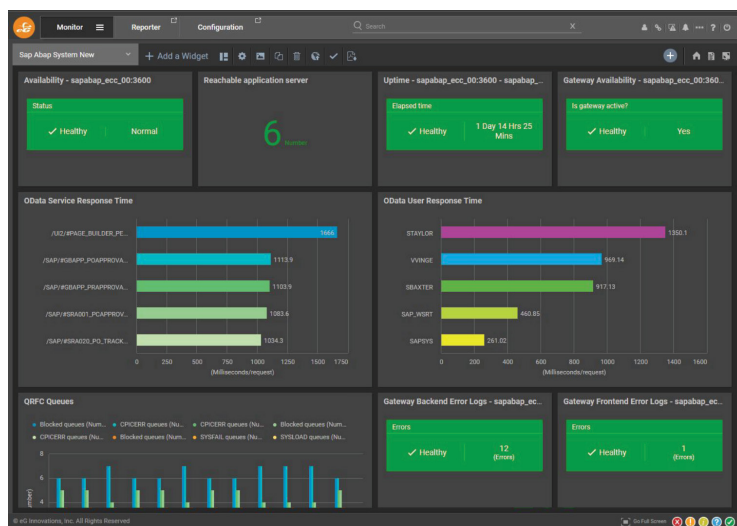 eG
Monitor
Reporter
Configuration
Search
X
Sap Abap System New
+ Add a Widget
Availability - sapabap_ecc_00:3600
Status
Healthy
Normal
Reachable application server
6 Number
Uptime - sapabap_ecc_00:3600 - sapabap_...
Elapsed time
Healthy
1 Day 14 Hrs 25
Mins
Gateway Availability - sapabap_ecc_00:360...
Is gateway active?
Healthy
Yes
OData Service Response Time
/UI2/#PAGE_BUILDER_PE...
1666
/SAP/#GBAPP_POAPPROVA...
1113.9
/SAP/#GBAPP_PRAPPROVA...
1103.9
/SAP/#SRA001_PCAPPROV...
1083.6
/SAP/#SRA020_PO_TRACK...
1034.3
0 250 500 750 1000 1250 1500 1750
(Milliseconds/request)
OData User Response Time
STAYLOR
1350.1
VVINGE
969.14
SBAXTER
917.13
SAP_WSRT
460.85
SAPSYS
261.02
0 200 400 600 800 1000 1200 1400 1600
(Milliseconds/request)
QRFC Queues
Blocked queues (Num... CPICERR queues (Nu... CPICERR queues (Nu... Blocked queues (Num...
CPICERR queues (Nu... Blocked queues (Num... SYSFAIL queues (Nu... SYSLOAD queues (Nu...
8
6
4
mber)
Gateway Backend Error Logs - sapabap_ec...
Errors
Healthy
12
(Errors)
Gateway Frontend Error Logs - sapabap_ec...
Errors
Healthy
1
(Errors)
© eG Innovations, Inc. All Rights Reserved
Go Full Screen